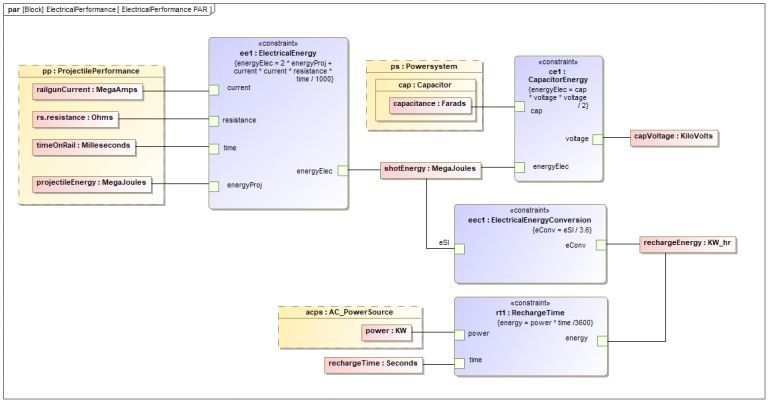 par [Block] ElectricalPerformance [ ElectricalPerformance PAR ]
pp : ProjectilePerformance
railgunCurrent : MegaAmps
rs.resistance : Ohms
timeOnRail : Milleseconds
projectileEnergy : MegaJoules
«constraint»
ee1 : ElectricalEnergy
{energyElec = 2 * energyProj +
current * current * resistance *
time / 1000}
current
resistance
time
energyElec
energyProj
ps : Powersystem
cap : Capacitor
capacitance : Farads
«constraint»
ce1 :
CapacitorEnergy
{energyElec = cap
* voltage * voltage
/ 2}
cap
voltage
energyElec
capVoltage : KiloVolts
shotEnergy : MegaJoules
«constraint»
eec1 : ElectricalEnergyConversion
{eConv = eSI / 3.6}
eSI
eConv
rechargeEnergy : KW_hr
acps : AC_PowerSource
power : KW
rechargeTime : Seconds
«constraint»
rt1 : RechargeTime
{energy = power * time /3600}
power
energy
time